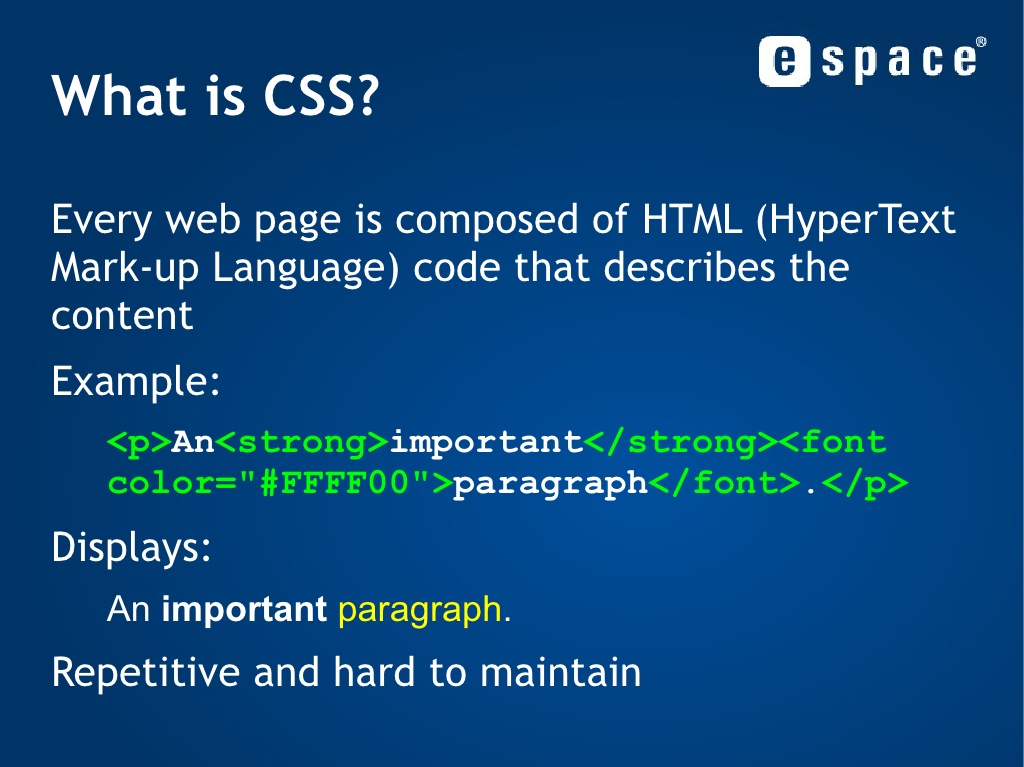 e space®
What is CSS?
Every web page is composed of HTML (HyperText
Mark-up Language) code that describes the
content
Example:
<p>An<strong>important</strong><font
color="#FFFF00">paragraph</font>.</p>
Displays:
An important paragraph.
Repetitive and hard to maintain